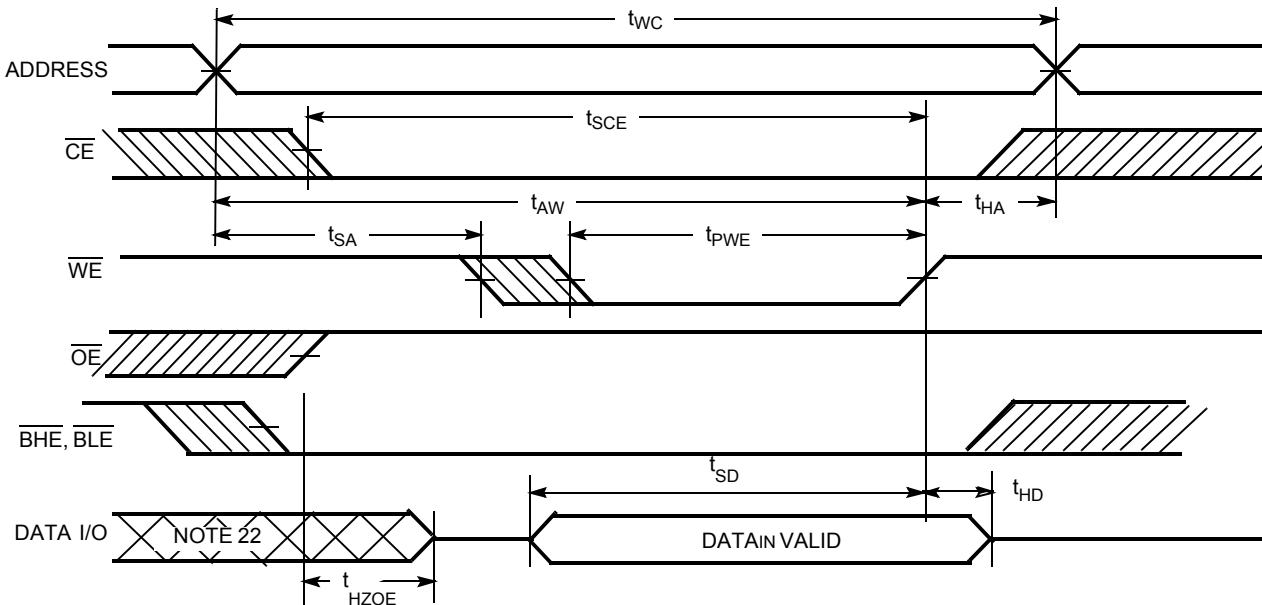 tWC
ADDRESS
tSCE
CE
tAW
tHA
tSA
tPWE
WE
OE
BHE, BLE
tSD
tHD
DATA I/O
NOTE 22
DATAIN VALID
tHZOE